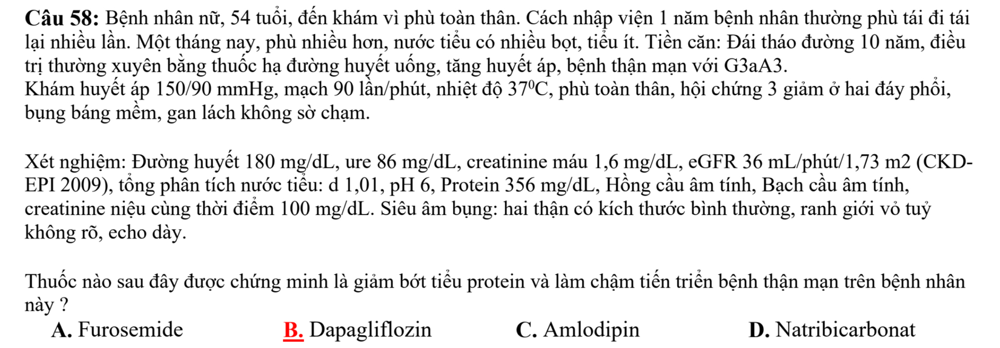 Câu 58: Bệnh nhân nữ, 54 tuổi, đến khám vì phù toàn thân. Cách nhập viện 1 năm bệnh nhân thường phù tái đi tái
lại nhiều lần. Một tháng nay, phù nhiều hơn, nước tiểu có nhiều bọt, tiểu ít. Tiền căn: Đái tháo đường 10 năm, điều
trị thường xuyên bằng thuốc hạ đường huyết uống, tăng huyết áp, bệnh thận mạn với G3aA3.
Khám huyết áp 150/90 mmHg, mạch 90 lần/phút, nhiệt độ 37⁰C, phù toàn thân, hội chứng 3 giảm ở hai đáy phổi,
bụng báng mềm, gan lách không sờ chạm.
Xét nghiệm: Đường huyết 180 mg/dL, ure 86 mg/dL, creatinine máu 1,6 mg/dL, eGFR 36 mL/phút/1,73 m2 (CKD-
EPI 2009), tổng phân tích nước tiểu: d 1,01, pH 6, Protein 356 mg/dL, Hồng cầu âm tính, Bạch cầu âm tính,
creatinine niệu cùng thời điểm 100 mg/dL. Siêu âm bụng: hai thận có kích thước bình thường, ranh giới vỏ tuỷ
không rõ, echo dày.
Thuốc nào sau đây được chứng minh là giảm bớt tiểu protein và làm chậm tiến triển bệnh thận mạn trên bệnh nhân
này ?
A. Furosemide B. Dapagliflozin C. Amlodipin D. Natribicarbonat